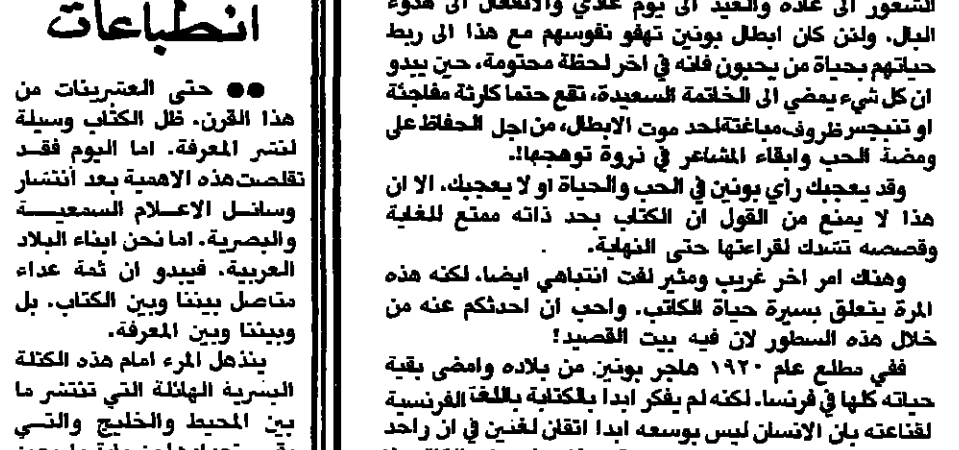 الشعور الى عادة والعيد الى يوم عادي والانفعال الى هدوء
البال. ولئن كان ابطال بونين تهفو نفوسهم مع هذا الى ربط
حياتهم بحياة من يحبون فانه في اخر لحظة محتومة، حين يبدو
ان كل شيء يمضي الى الخاتمة السعيدة، تقع حتما كارثة مفاجئة
او تنبجس ظروف مباغتة لحد موت الابطال، من اجل الحفاظ على
ومضة الحب وابقاء المشاعر في ذروة توهجها!.
وقد يعجبك رأي بونين في الحب والحياة او لا يعجبك. الا ان
هذا لا يمنع من القول ان الكتاب بحد ذاته ممتع للغاية
وقصصه تشدك لقراءتها حتى النهاية.
وهناك امر اخر غريب ومثير لفت انتباهي ايضا. لكنه هذه
المرة يتعلق بسيرة حياة الكاتب. واحب ان احدثكم عنه من
خلال هذه السطور لان فيه بيت القصيد!
ففي مطلع عام ١٩٢٠ هاجر بونين من بلاده وامضى بقية
حياته كلها في فرنسا. لكنه لم يفكر ابدا بالكتابة باللغة الفرنسية
لقناعته بان الانسان ليس بوسعه ابدا اتقان لغتين في ان واحد
انطباعات
●● حتى العشرينات من
هذا القرن. ظل الكتاب وسيلة
لنشر المعرفة. اما اليوم فقد
تقلصت هذه الاهمية بعد انتشار
وسائل الاعلام السمعية
والبصرية. اما نحن ابناء البلاد
العربية. فيبدو ان ثمة عداء
متأصل بيننا وبين الكتاب. بل
وبيننا وبين المعرفة.
ينذهل المرء امام هذه الكتلة
البشرية الهائلة التي تنتشر ما
بين المحيط والخليج والتي